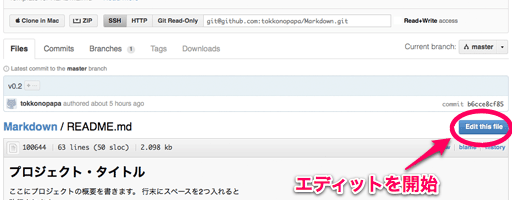 Clone in Mac ZIP SSH HTTP Git Read-Only git@github.com:tokkonopapa/Markdown.git Read+Write access
Files Commits Branches 1 Tags Downloads Current branch: master
Latest commit to the master branch
v0.2
tokkonopapa authored about 5 hours ago commit b6cce8cf85
Markdown / README.md Edit this file
100644 63 lines (50 sloc) 2.098 kb blame history
プロジェクト・タイトル
エディットを開始
ここにプロジェクトの概要を書きます。 行末にスペースを2つ入れると